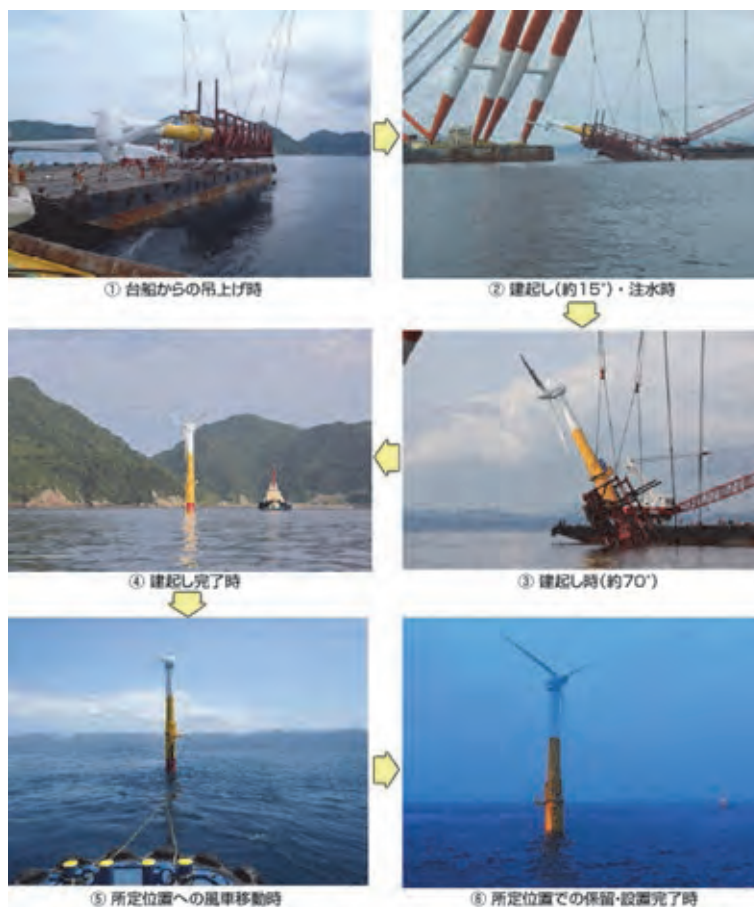 ① 台船からの吊上げ時
② 建起し(約15°)・注水時
③ 建起し時(約70°)
④ 建起し完了時
⑤ 所定位置への風車移動時
⑥ 所定位置での係留・設置完了時